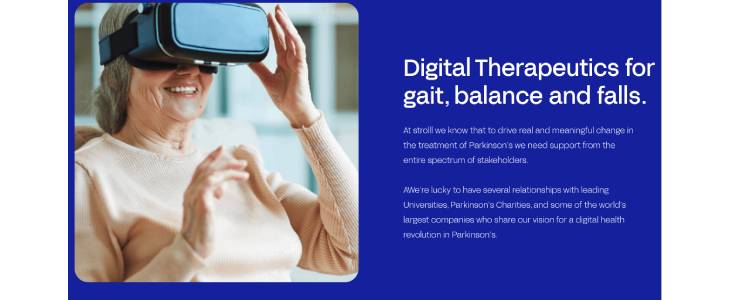 Digital Therapeutics for
gait, balance and falls.
At strolll we know that to drive real and meaningful change in
the treatment of Parkinson's we need support from the
entire spectrum of stakeholders.
AWe're lucky to have several relationships with leading
Universities, Parkinson's Charities, and some of the world's
largest companies who share our vision for a digital health
revolution in Parkinson's.